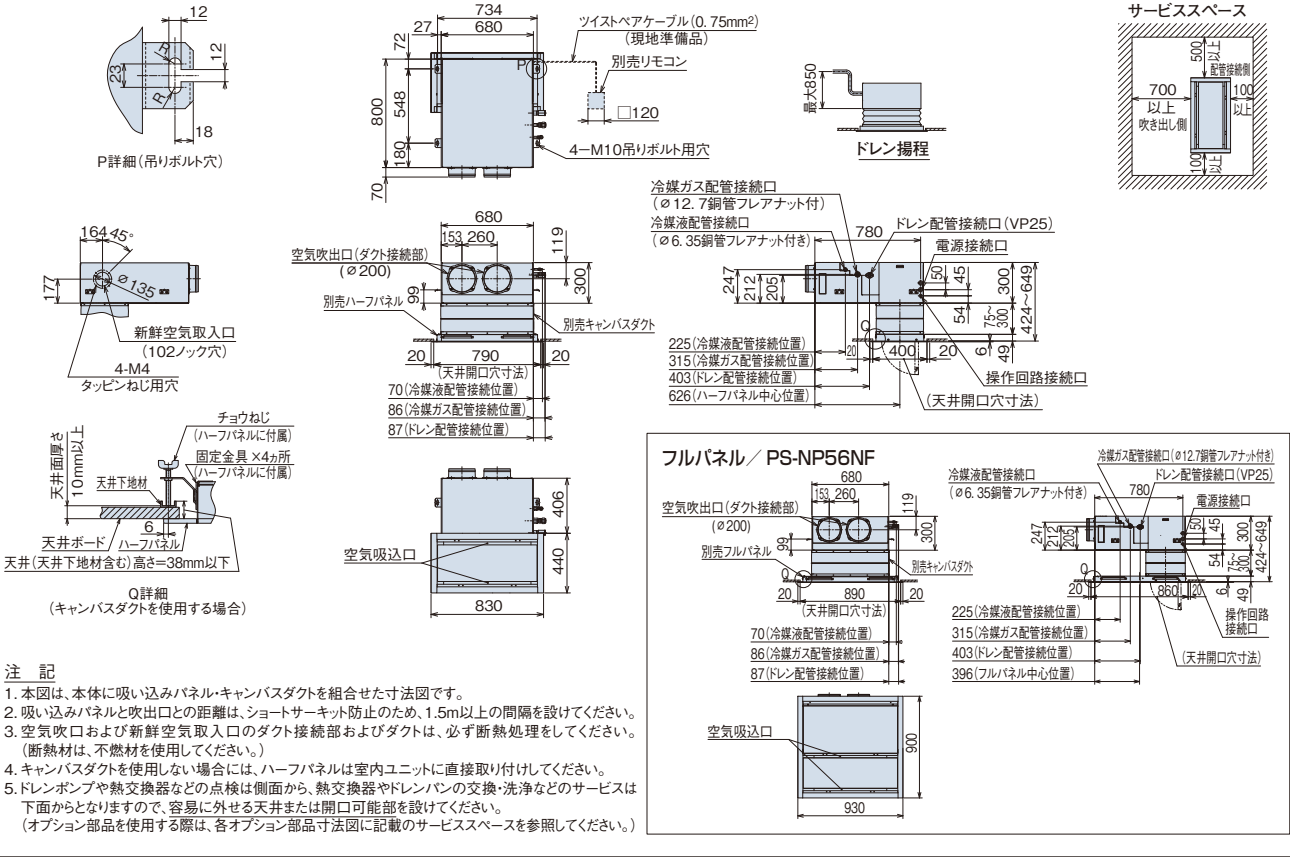 12
12
23
R
R
18
P詳細(吊りボルト穴)
734
680
27
72
800
548
180
70
P
ツイストペアケーブル(0.75mm²)
(現地準備品)
別売リモコン
□120
4－M10吊りボルト用穴
最大850
ドレン揚程
サービススペース
500
以上
配管接続側
700
以上
吹き出し側
100
以上
100
以上
164
45°
177
ø135
新鮮空気取入口
(102ノック穴)
4-M4
タッピンねじ用穴
680
153
260
119
300
99
空気吹出口(ダクト接続部)
(ø200)
別売ハーフパネル
別売キャンバスダクト
20
790
20
(天井開口穴寸法)
70(冷媒液配管接続位置)
86(冷媒ガス配管接続位置)
87(ドレン配管接続位置)
冷媒ガス配管接続口
(ø12.7銅管フレアナット付)
冷媒液配管接続口
(ø6.35銅管フレアナット付き)
780
ドレン配管接続口(VP25)
電源接続口
247
212
205
50
45
54
300
75～
300
424～649
6
49
Q
20
400
20
225(冷媒液配管接続位置)
315(冷媒ガス配管接続位置)
403(ドレン配管接続位置)
626(ハーフパネル中心位置)
操作回路接続口
(天井開口穴寸法)
チョウねじ
(ハーフパネルに付属)
固定金具 ×4ヵ所
(ハーフパネルに付属)
天井面厚さ
10mm以上
天井下地材
6
天井ボード
ハーフパネル
天井(天井下地材含む)高さ=38mm以下
Q詳細
(キャンバスダクトを使用する場合)
空気吸込口
406
440
830
フルパネル／PS-NP56NF
680
153
260
119
300
99
空気吹出口(ダクト接続部)
(ø200)
別売フルパネル
別売キャンバスダクト
Q
20
890
20
(天井開口穴寸法)
70(冷媒液配管接続位置)
86(冷媒ガス配管接続位置)
87(ドレン配管接続位置)
冷媒ガス配管接続口(ø12.7銅管フレアナット付き)
冷媒液配管接続口
(ø6.35銅管フレアナット付き)
780
ドレン配管接続口(VP25)
電源接続口
247
212
205
50
45
54
300
75～
300
424～649
6
49
Q
20
860
20
225(冷媒液配管接続位置)
315(冷媒ガス配管接続位置)
403(ドレン配管接続位置)
396(フルパネル中心位置)
操作回路
接続口
(天井開口穴寸法)
空気吸込口
900
930
注　記
1. 本図は、本体に吸い込みパネル・キャンバスダクトを組合せた寸法図です。
2. 吸い込みパネルと吹出口との距離は、ショートサーキット防止のため、1.5m以上の間隔を設けてください。
3. 空気吹口および新鮮空気取入口のダクト接続部およびダクトは、必ず断熱処理をしてください。
(断熱材は、不燃材を使用してください。)
4. キャンバスダクトを使用しない場合には、ハーフパネルは室内ユニットに直接取り付けしてください。
5. ドレンポンプや熱交換器などの点検は側面から、熱交換器やドレンパンの交換・洗浄などのサービスは
下面からとなりますので、容易に外せる天井または開口可能部を設けてください。
(オプション部品を使用する際は、各オプション部品寸法図に記載のサービススペースを参照してください。)